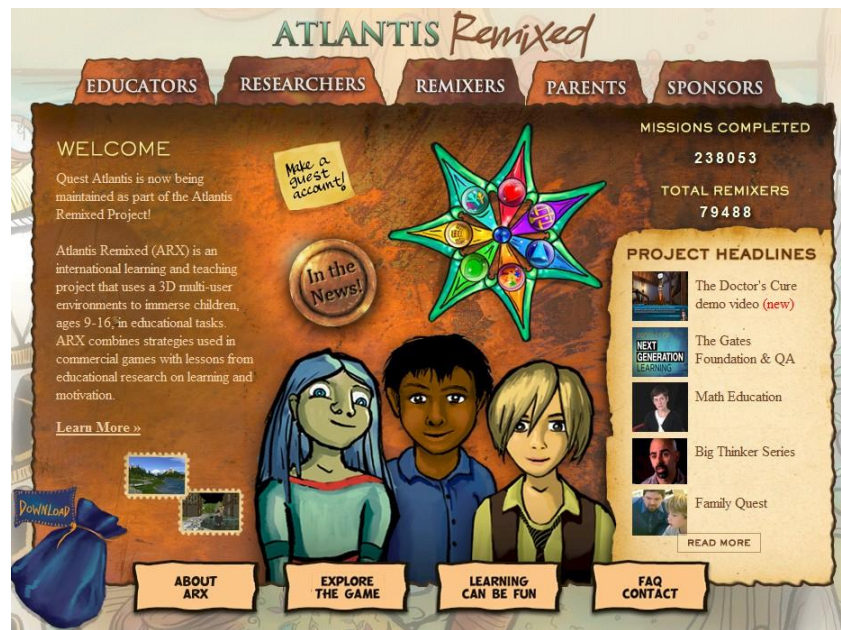 ATLANTIS Remixed
EDUCATORS
RESEARCHERS
REMIXERS
PARENTS
SPONSORS
WELCOME
Quest Atlantis is now being
maintained as part of the Atlantis
Remixed Project!
Atlantis Remixed (ARX) is an
international learning and teaching
project that uses a 3D multi-user
environments to immerse children,
ages 9-16, in educational tasks.
ARX combines strategies used in
commercial games with lessons from
educational research on learning and
motivation.
Learn More »
DOWNLOAD
Make a
guest
account!
In the
News!
MISSIONS COMPLETED
238053
TOTAL REMIXERS
79488
PROJECT HEADLINES
The Doctor's Cure
demo video (new)
NEXT
GENERATION
LEARNING
The Gates
Foundation & QA
Math Education
Big Thinker Series
Family Quest
READ MORE
ABOUT
ARX
EXPLORE
THE GAME
LEARNING
CAN BE FUN
FAQ
CONTACT